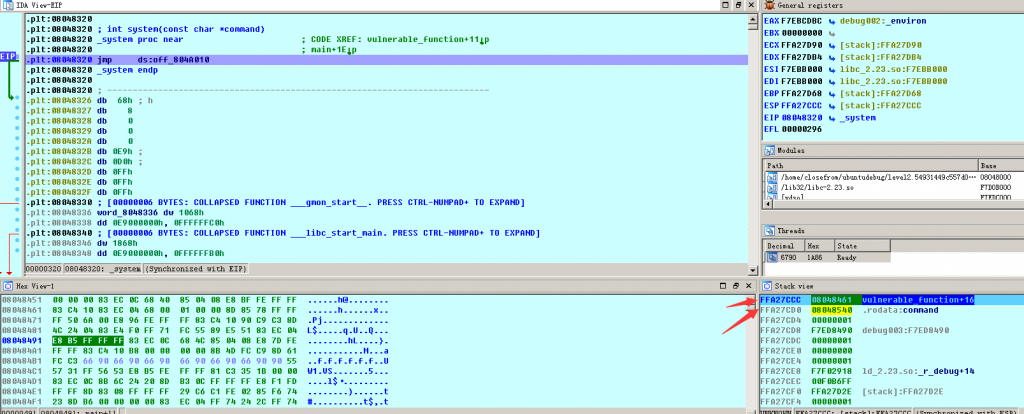 IDA View-EIP
.plt:08048320
.plt:08048320 ; int system(const char *command)
.plt:08048320 _system proc near ; CODE XREF: vulnerable_function+11↓p
.plt:08048320 ; main+1E↓p
EIP .plt:08048320 jmp ds:off_804A010
.plt:08048320 _system endp
.plt:08048320
.plt:08048320 ; ---------------------------------------------------------------------------
.plt:08048326 db 68h ; h
.plt:08048327 db 8
.plt:08048328 db 0
.plt:08048329 db 0
.plt:0804832A db 0
.plt:0804832B db 0E9h ;
.plt:0804832C db 0D0h ;
.plt:0804832D db 0FFh
.plt:0804832E db 0FFh
.plt:0804832F db 0FFh
.plt:08048330 ; [00000006 BYTES: COLLAPSED FUNCTION ___gmon_start__. PRESS CTRL-NUMPAD+ TO EXPAND]
.plt:08048336 word_8048336 dw 1068h
.plt:08048338 dd 0E9000000h, 0FFFFFFC0h
.plt:08048340 ; [00000006 BYTES: COLLAPSED FUNCTION ___libc_start_main. PRESS CTRL-NUMPAD+ TO EXPAND]
.plt:08048346 dw 1868h
.plt:08048348 dd 0E9000000h, 0FFFFFFB0h
00000320 08048320: _system (Synchronized with EIP)
General registers
EAX F7EBCDBC debug002:_environ
EBX 00000000
ECX FFA27D90 [stack]:FFA27D90
EDX FFA27DB4 [stack]:FFA27DB4
ESI F7EBB000 libc_2.23.so:F7EBB000
EDI F7EBB000 libc_2.23.so:F7EBB000
EBP FFA27D68 [stack]:FFA27D68
ESP FFA27CCC [stack]:FFA27CCC
EIP 08048320 _system
EFL 00000296
Modules
Path Base
/home/closefrom/ubuntudebug/level2.54931449c557d0··· 08048000
/lib32/libc-2.23.so F7D0B000
Threads
Decimal Hex State
6790 1A86 Ready
Hex View-1
08048451 00 00 00 83 EC 0C 68 40 85 04 08 E8 BF FE FF FF ......h@........
08048461 83 C4 10 83 EC 04 68 00 01 00 00 8D 85 78 FF FF ......h......x..
08048471 FF 50 6A 00 E8 96 FE FF FF 83 C4 10 90 C9 C3 8D .Pj.............
08048481 4C 24 04 83 E4 F0 FF 71 FC 55 89 E5 51 83 EC 04 L$.....q.U..Q...
08048491 E8 B5 FF FF FF 83 EC 0C 68 4C 85 04 08 E8 7D FE ........hL....}.
080484A1 FF FF 83 C4 10 B8 00 00 00 00 8B 4D FC C9 8D 61 ...........M...a
080484B1 FC C3 66 90 66 90 66 90 66 90 66 90 66 90 90 55 ..f.f.f.f.f.f..U
080484C1 57 31 FF 56 53 E8 B5 FE FF FF 81 C3 35 1B 00 00 W1.VS.......5...
080484D1 83 EC 0C 8B 6C 24 20 8D B3 0C FF FF FF E8 F1 FD ....l$..........
080484E1 FF FF 8D 83 08 FF FF FF 29 C6 C1 FE 02 85 F6 74 ........)......t
080484F1 23 8D B6 00 00 00 00 83 EC 04 FF 74 24 2C FF 74 #..........t$,.t
Stack view
FFA27CCC 08048461 vulnerable_function+16
FFA27CD0 08048540 .rodata:command
FFA27CD4 00000001
FFA27CD8 F7ED8490 debug003:F7ED8490
FFA27CDC 00000001
FFA27CE0 00000000
FFA27CE4 00000001
FFA27CE8 F7F02918 ld_2.23.so:_r_debug+14
FFA27CEC 00F0B6FF
FFA27CF0 FFA27D2E [stack]:FFA27D2E
FFA27CF4 00000001